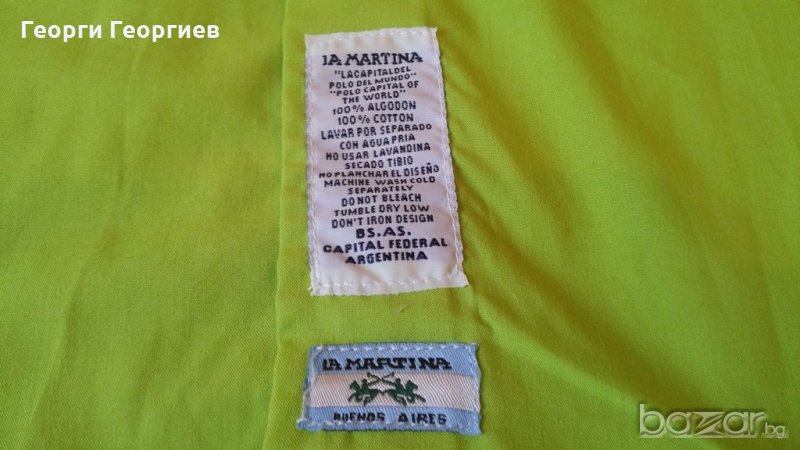 Георги Георгиев
LA MARTINA
"LACAPITALDEL
POLO DEL MUNDO"
"POLO CAPITAL OF
THE WORLD"
100% ALGODON
100% COTTON
LAVAR POR SEPARADO
CON AGUA PRIA
NO USAR LAVANDINA
SECADO TIBIO
NO PLANCHAR EL DISEÑO
MACHINE WASH COLD
SEPARATELY
DO NOT BLEACH
TUMBLE DRY LOW
DON'T IRON DESIGN
BS.AS.
CAPITAL FEDERAL
ARGENTINA
LA MARTINA
BUENOS AIRES
bazar.bg